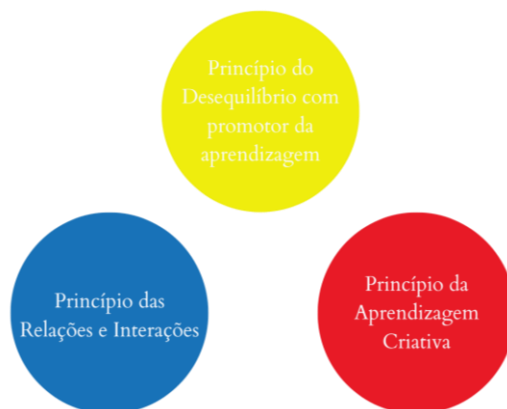 Princípio do
Desequilíbrio com
promotor da
aprendizagem
Princípio das
Relações e Interações
Princípio da
Aprendizagem
Criativa